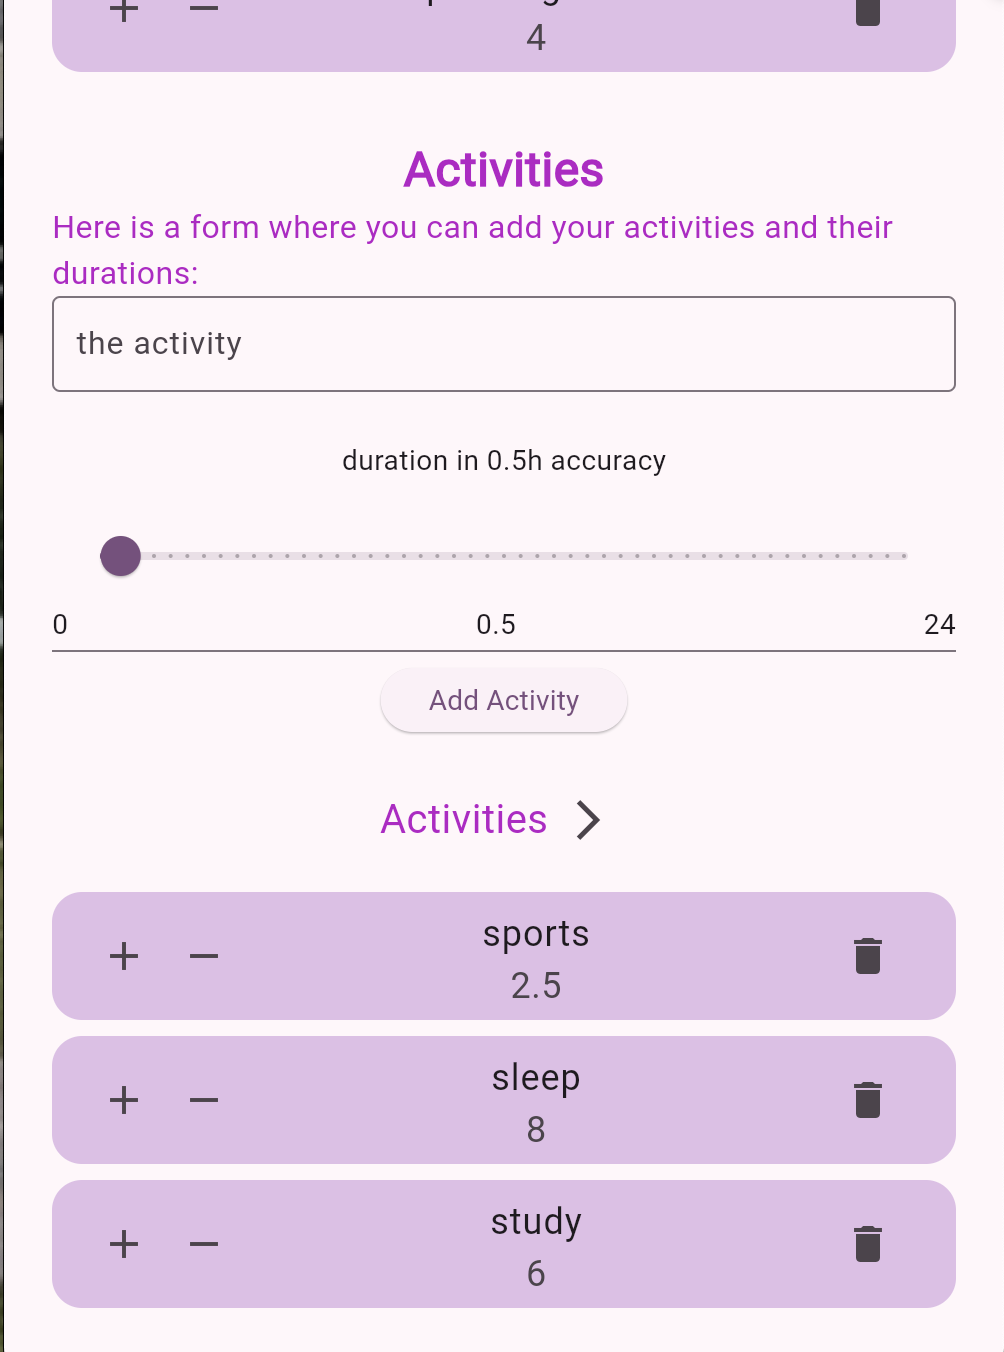 4
Activities
Here is a form where you can add your activities and their
durations:
the activity
duration in 0.5h accuracy
0 0.5 24
Add Activity
Activities
sports
2.5
sleep
8
study
6